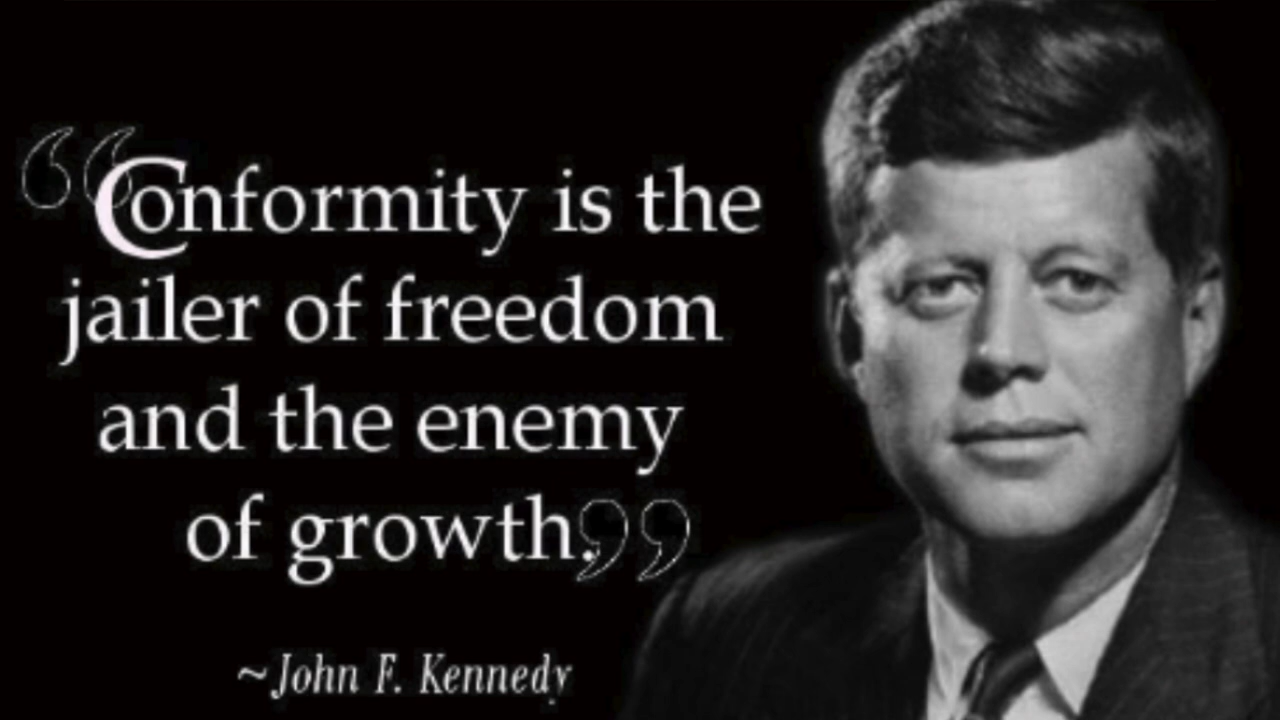 “Conformity is the
jailer of freedom
and the enemy
of growth.”
~John F. Kennedy